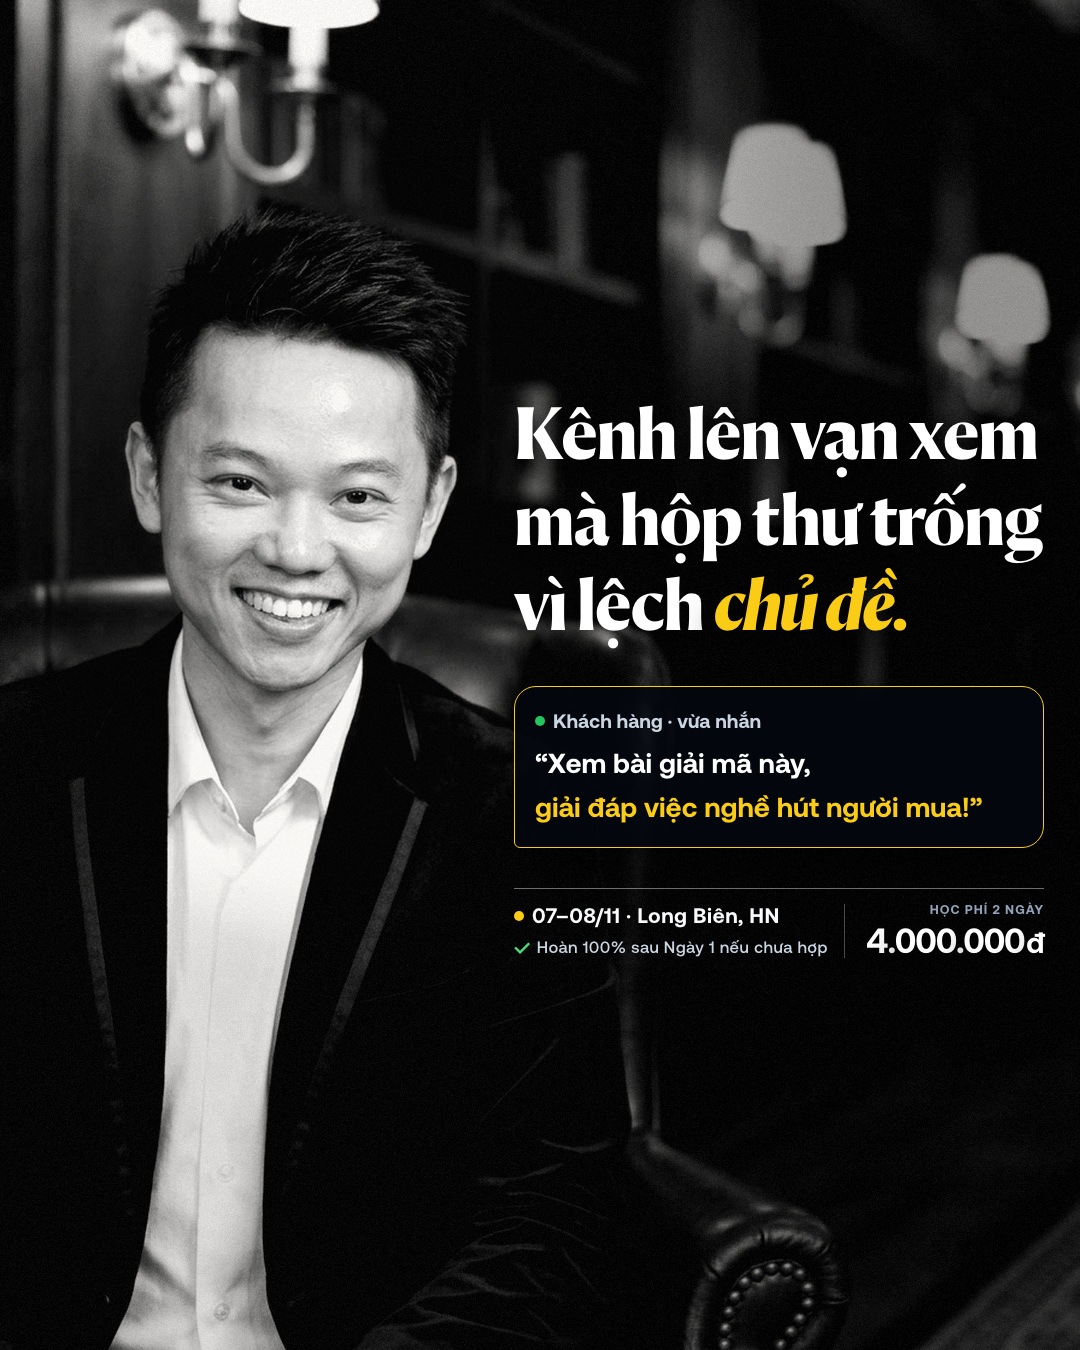 Kênh lên vạn xem
mà hộp thư trống
vì lệch chủ đề.
Khách hàng · vừa nhắn
“Xem bài giải mã này,
giải đáp việc nghề hút người mua!”
07–08/11 · Long Biên, HN
Hoàn 100% sau Ngày 1 nếu chưa hợp
HỌC PHÍ 2 NGÀY
4.000.000đ